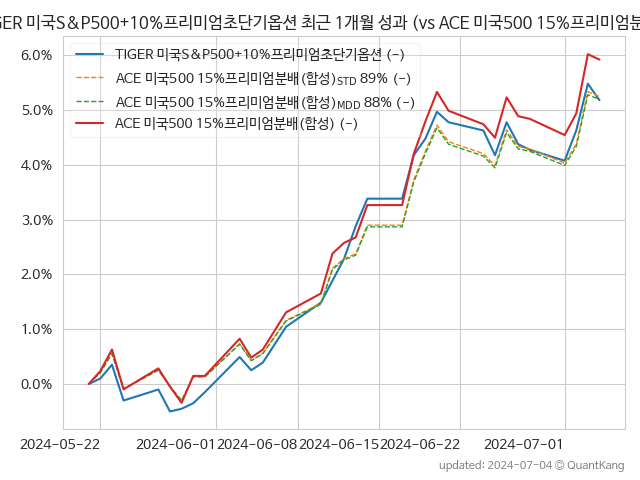 GER 미국S&P500+10%프리미엄초단기옵션 최근 1개월 성과 (vs ACE 미국500 15%프리미엄분
TIGER 미국S&P500+10%프리미엄초단기옵션 (-)
ACE 미국500 15%프리미엄분배(합성)STD 89% (-)
ACE 미국500 15%프리미엄분배(합성)MDD 88% (-)
ACE 미국500 15%프리미엄분배(합성) (-)
6.0%
5.0%
4.0%
3.0%
2.0%
1.0%
0.0%
2024-05-22 2024-06-01 2024-06-08 2024-06-15 2024-06-22 2024-07-01
updated: 2024-07-04 © QuantKang